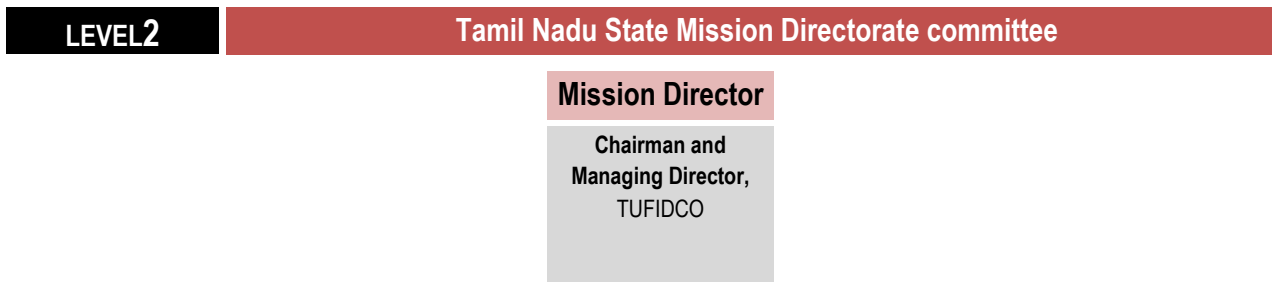 LEVEL2
Tamil Nadu State Mission Directorate committee
Mission Director
Chairman and
Managing Director,
TUFIDCO